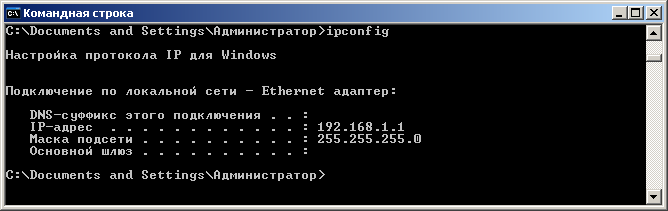 Командная строка
C:\Documents and Settings\Администратор>ipconfig
Настройка протокола IP для Windows
Подключение по локальной сети - Ethernet адаптер:
DNS-суффикс этого подключения . . :
IP-адрес . . . . . . . . . . . . : 192.168.1.1
Маска подсети . . . . . . . . . . : 255.255.255.0
Основной шлюз . . . . . . . . . . :
C:\Documents and Settings\Администратор>